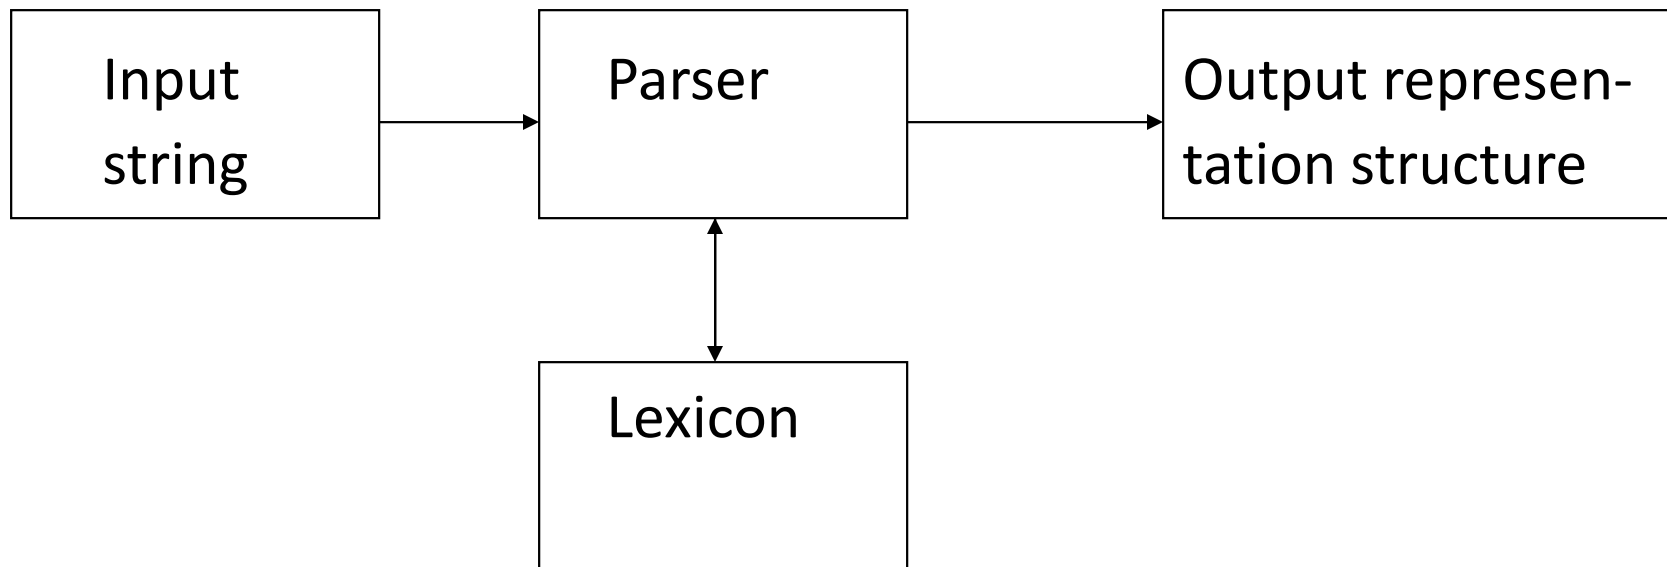 Input
string
Parser
Output represen-
tation structure
Lexicon